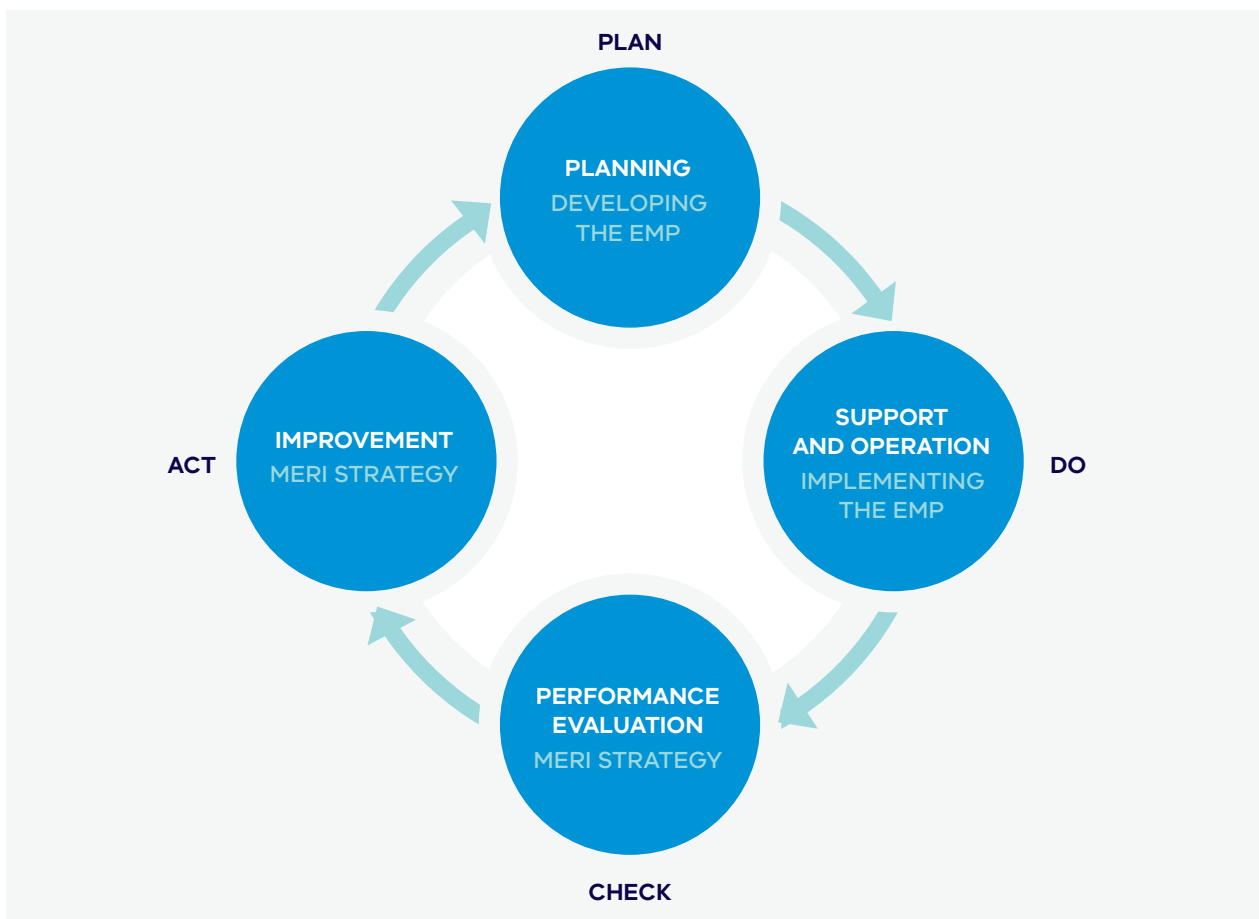 PLAN
PLANNING
DEVELOPING
THE EMP
SUPPORT
AND OPERATION
IMPLEMENTING
THE EMP
DO
PERFORMANCE
EVALUATION
MERI STRATEGY
CHECK
IMPROVEMENT
MERI STRATEGY
ACT